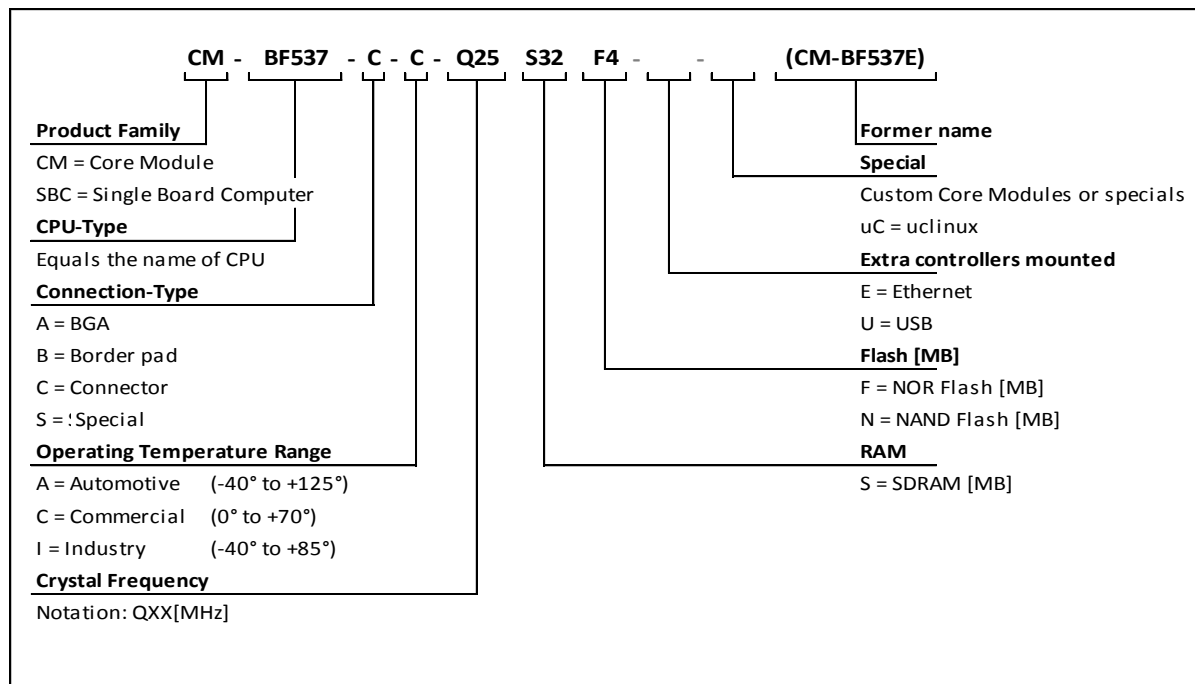 CM - BF537 - C - C - Q25 S32 F4 - - (CM-BF537E)
Product Family
CM = Core Module
SBC = Single Board Computer
CPU-Type
Equals the name of CPU
Connection-Type
A = BGA
B = Border pad
C = Connector
S = Special
Operating Temperature Range
A = Automotive (-40° to +125°)
C = Commercial (0° to +70°)
I = Industry (-40° to +85°)
Crystal Frequency
Notation: QXX[MHz]
Former name
Special
Custom Core Modules or specials
uC = uclinux
Extra controllers mounted
E = Ethernet
U = USB
Flash [MB]
F = NOR Flash [MB]
N = NAND Flash [MB]
RAM
S = SDRAM [MB]